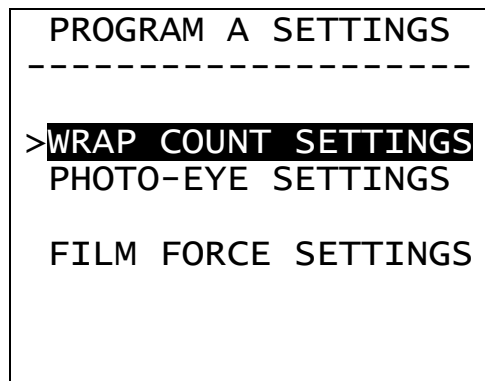 PROGRAM A SETTINGS
--------------------
>WRAP COUNT SETTINGS
PHOTO-EYE SETTINGS
FILM FORCE SETTINGS